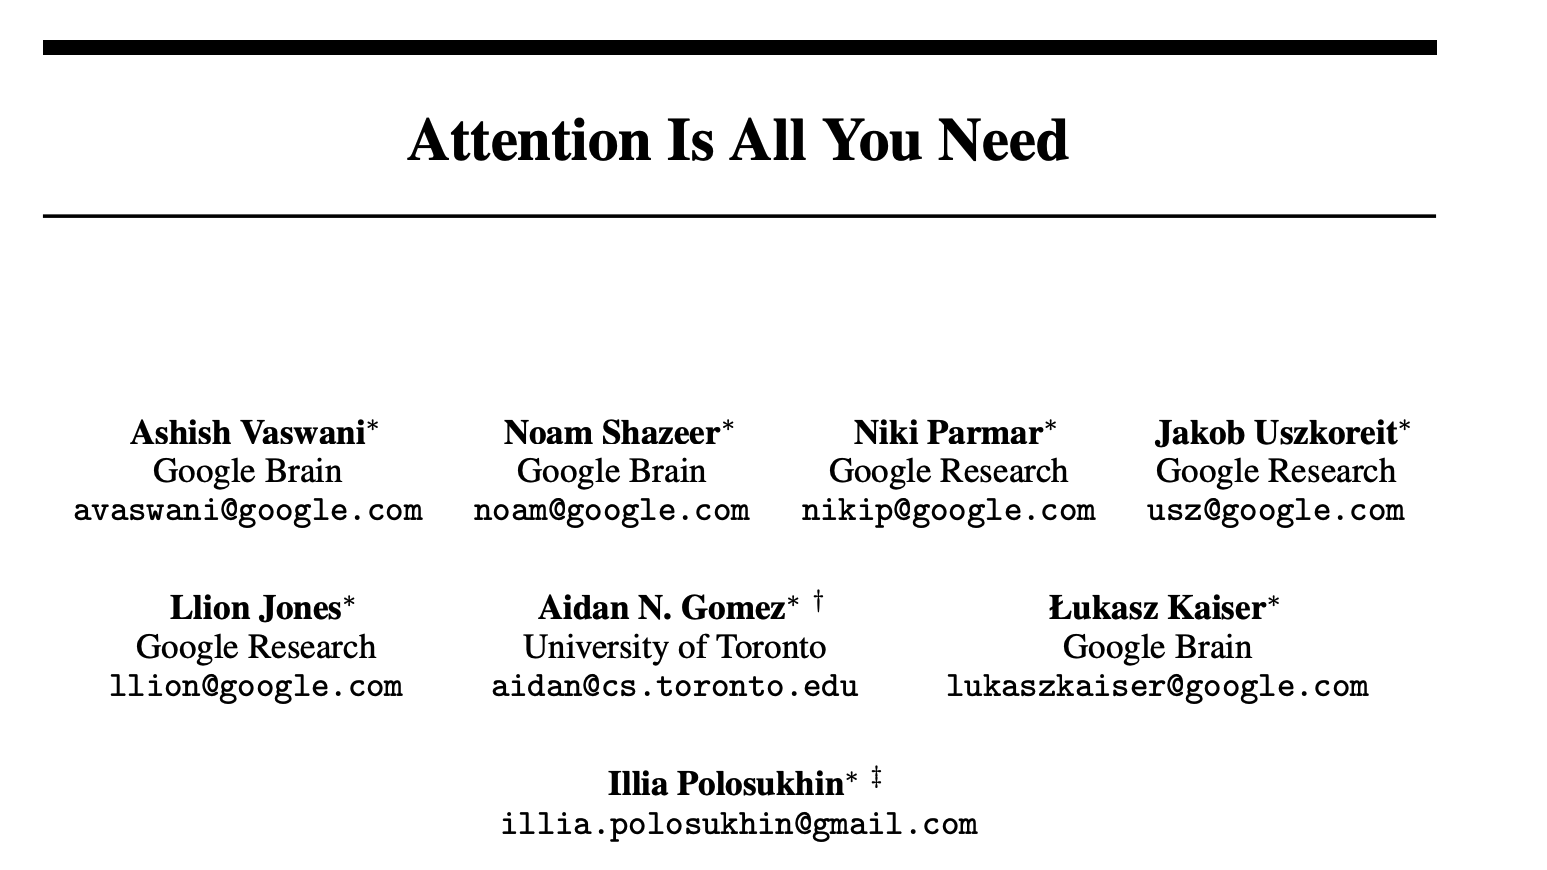 Attention Is All You Need
Ashish Vaswani* Noam Shazeer* Niki Parmar* Jakob Uszkoreit*
Google Brain Google Brain Google Research Google Research
avaswani@google.com noam@google.com nikip@google.com usz@google.com
Llion Jones* Aidan N. Gomez* † Łukasz Kaiser*
Google Research University of Toronto Google Brain
llion@google.com aidan@cs.toronto.edu lukaszkaiser@google.com
Illia Polosukhin* ‡
illia.polosukhin@gmail.com